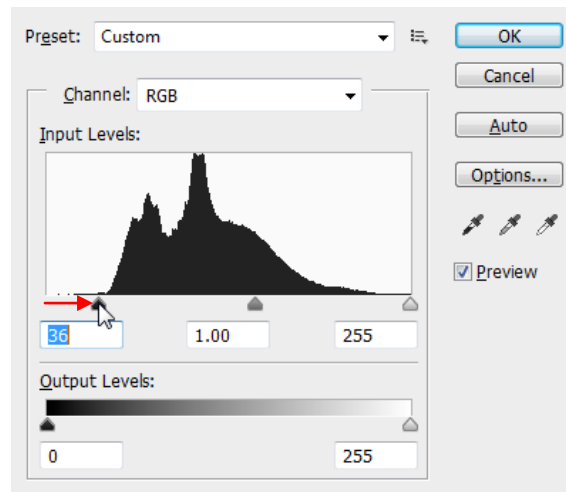 Preset: Custom
OK
Cancel
Channel: RGB
Auto
Input Levels:
Options...
Preview
36 1.00 255
Output Levels:
0 255